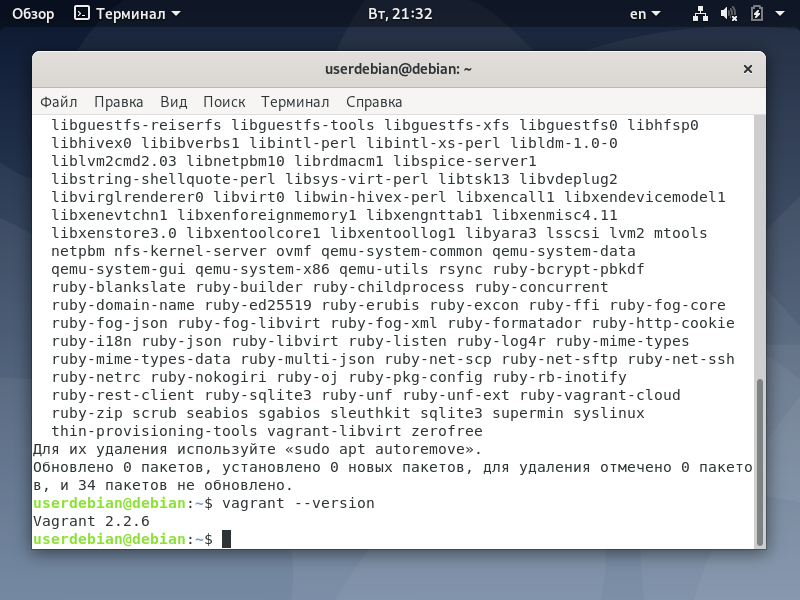 Обзор Терминал Вт, 21:32 en
userdebian@debian: ~ ×
Файл Правка Вид Поиск Терминал Справка
libguestfs-reiserfs libguestfs-tools libguestfs-xfs libguestfs0 libhfsp0
libhivex0 libibverbs1 libintl-perl libintl-xs-perl libldm-1.0-0
liblvm2cmd2.03 libnetpbm10 librdmacm1 libspice-server1
libstring-shellquote-perl libsys-virt-perl libtsk13 libvdeplug2
libvirglrenderer0 libvirt0 libwin-hivex-perl libxencall1 libxendevicemodel1
libxenevtchn1 libxenforeignmemory1 libxengnttab1 libxenmisc4.11
libxenstore3.0 libxentoolcore1 libxentoollog1 libyara3 lsscsi lvm2 mtools
netpbm nfs-kernel-server ovmf qemu-system-common qemu-system-data
qemu-system-gui qemu-system-x86 qemu-utils rsync ruby-bcrypt-pbkdf
ruby-blankslate ruby-builder ruby-childprocess ruby-concurrent
ruby-domain-name ruby-ed25519 ruby-erubis ruby-excon ruby-ffi ruby-fog-core
ruby-fog-json ruby-fog-libvirt ruby-fog-xml ruby-formatador ruby-http-cookie
ruby-i18n ruby-json ruby-libvirt ruby-listen ruby-log4r ruby-mime-types
ruby-mime-types-data ruby-multi-json ruby-net-scp ruby-net-sftp ruby-net-ssh
ruby-netrc ruby-nokogiri ruby-oj ruby-pkg-config ruby-rb-inotify
ruby-rest-client ruby-sqlite3 ruby-unf ruby-unf-ext ruby-vagrant-cloud
ruby-zip scrub seabios sgabios sleuthkit sqlite3 supermin syslinux
thin-provisioning-tools vagrant-libvirt zerofree
Для их удаления используйте «sudo apt autoremove».
Обновлено 0 пакетов, установлено 0 новых пакетов, для удаления отмечено 0 пакето
в, и 34 пакетов не обновлено.
userdebian@debian:~$ vagrant --version
Vagrant 2.2.6
userdebian@debian:~$